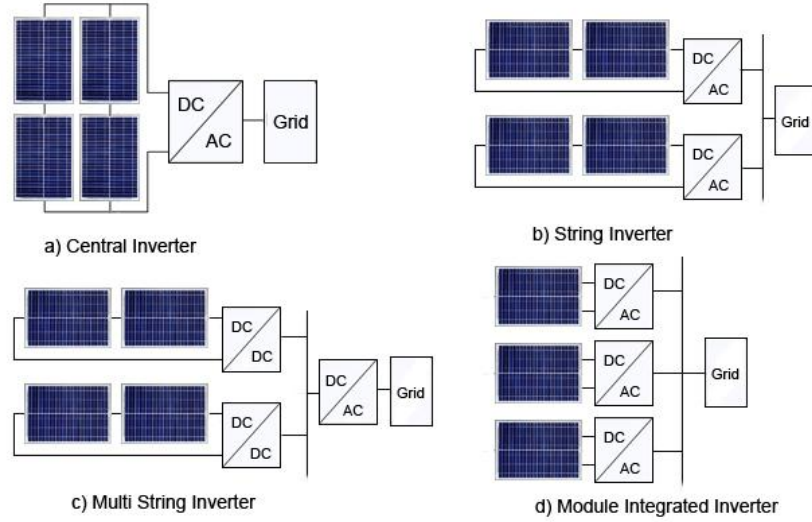 DC
AC
Grid
a) Central Inverter
DC
AC
DC
AC
Grid
b) String Inverter
DC
DC
DC
DC
DC
AC
Grid
c) Multi String Inverter
DC
AC
DC
AC
DC
AC
Grid
d) Module Integrated Inverter